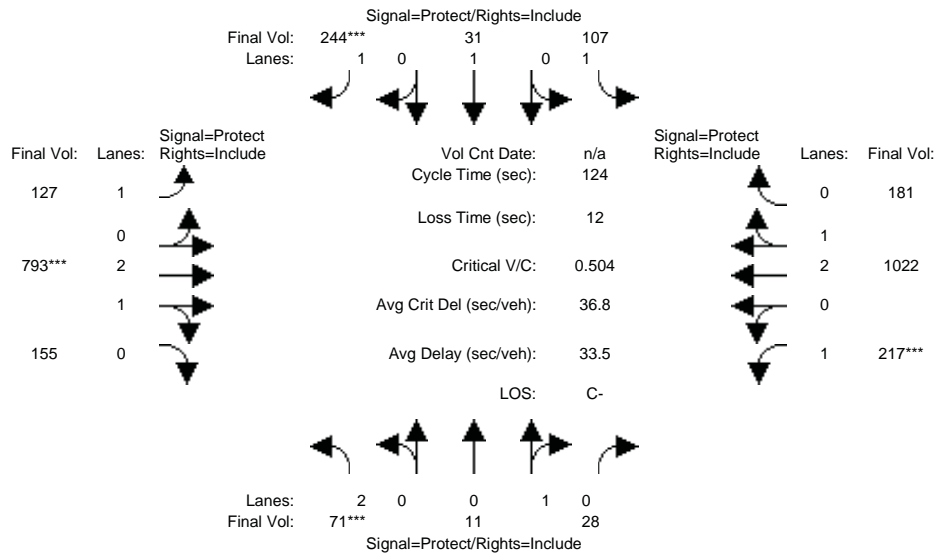 Signal=Protect/Rights=Include
Final Vol: 244*** 31 107
Lanes: 1 0 1 0 1
Signal=Protect
Final Vol: Lanes: Rights=Include
Vol Cnt Date: n/a
Signal=Protect
Rights=Include Lanes: Final Vol:
Cycle Time (sec): 124
127 1
0 181
Loss Time (sec): 12
0
1
793*** 2
Critical V/C: 0.504
2 1022
1
Avg Crit Del (sec/veh): 36.8
0
155 0
Avg Delay (sec/veh): 33.5
1 217***
LOS: C-
Lanes: 2 0 0 1 0
Final Vol: 71*** 11 28
Signal=Protect/Rights=Include